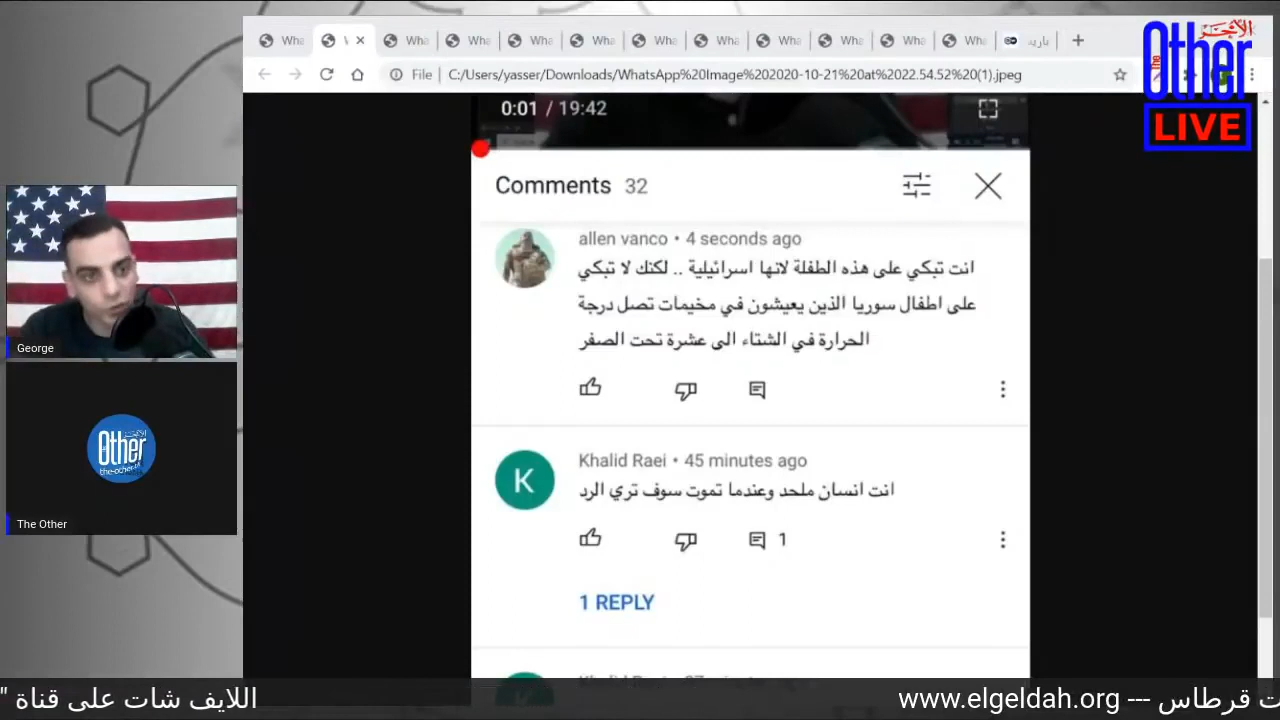 Wha
Wha
Wha
Wha
Wha
Wha
Wha
Wha
Wha
Wha
Wha
File
C:/Users/yasser/Downloads/WhatsApp%20Image%202020-10-21%20at%2022.54.52%20(1).jpeg
الآخر
the Other
LIVE
0:01 / 19:42
Comments 32
allen vanco • 4 seconds ago
انت تبكي على هذه الطفلة لانها اسرائيلية .. لكنك لا تبكي
على اطفال سوريا الذين يعيشون في مخيمات تصل درجة
الحرارة في الشتاء الى عشرة تحت الصفر
Khalid Raei • 45 minutes ago
انت انسان ملحد وعندما تموت سوف تري الرد
1
1 REPLY
K
George
الآخر
Other
The Other
اللايف شات على قناة "
www.elgeldah.org --- ت قرطاس